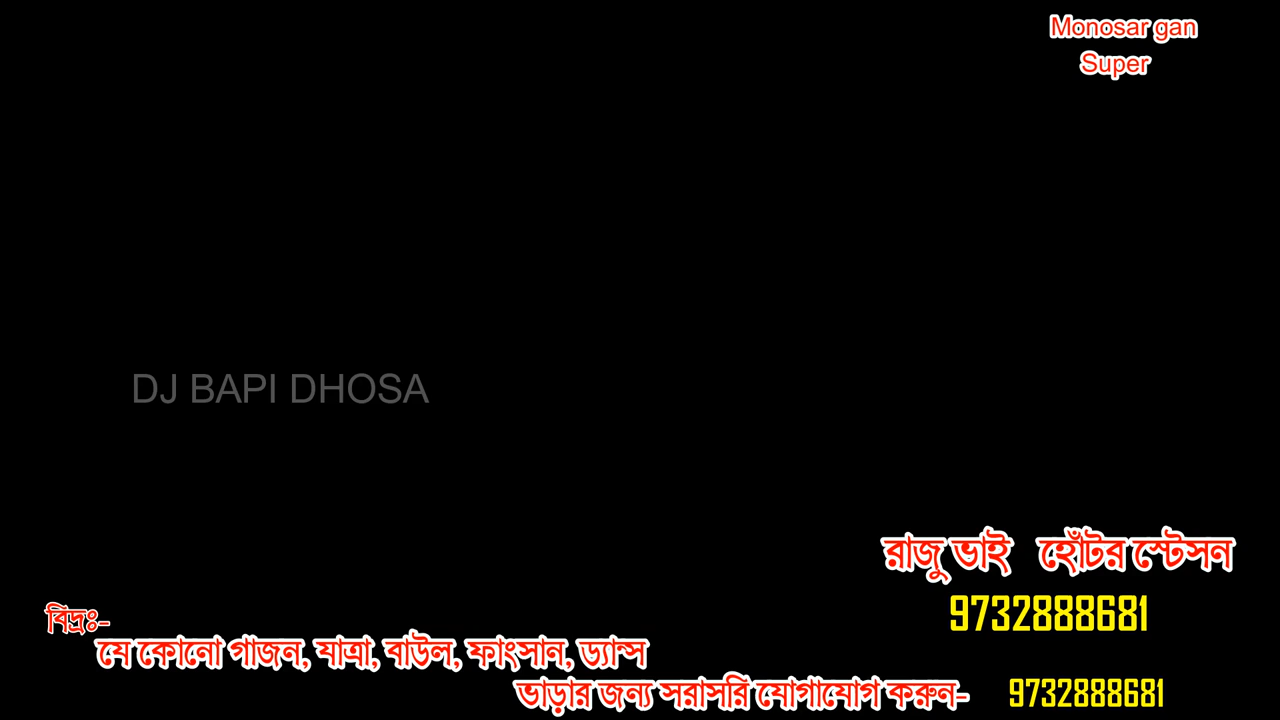 Monosar gan
Super
DJ BAPI DHOSA
রাজু ভাই হোঁটর স্টেসন
9732888681
বিদ্রঃ-
যে কোনো গাজন, যাত্রা, বাউল, ফাংসান, ড্যান্স
ভাড়ার জন্য সরাসরি যোগাযোগ করুন- 9732888681